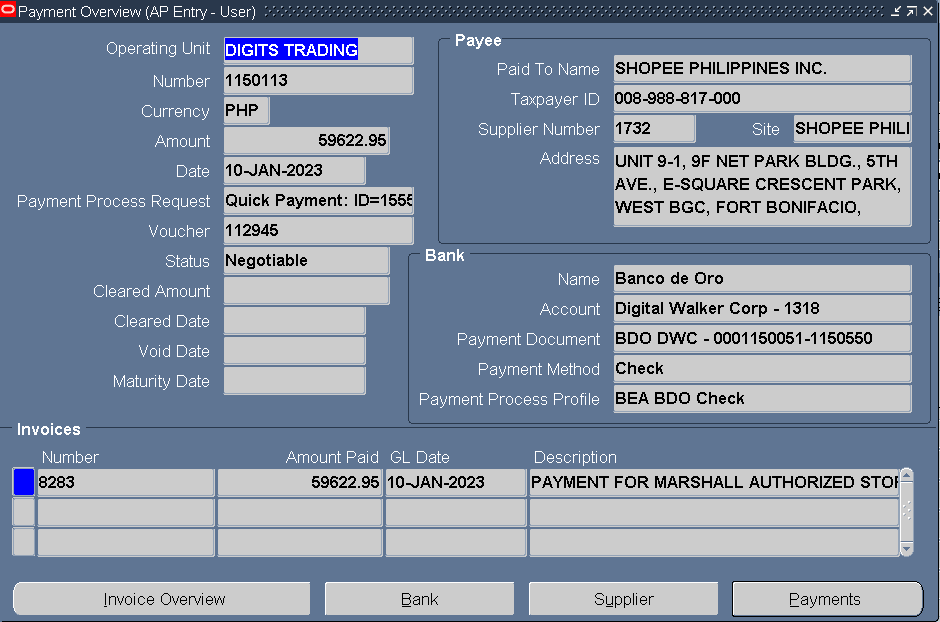 Payment Overview (AP Entry - User)
Operating Unit DIGITS TRADING
Number 1150113
Currency PHP
Amount 59622.95
Date 10-JAN-2023
Payment Process Request Quick Payment: ID=1555
Voucher 112945
Status Negotiable
Cleared Amount
Cleared Date
Void Date
Maturity Date
Payee
Paid To Name SHOPEE PHILIPPINES INC.
Taxpayer ID 008-988-817-000
Supplier Number 1732 Site SHOPEE PHILI
Address UNIT 9-1, 9F NET PARK BLDG., 5TH
AVE., E-SQUARE CRESCENT PARK,
WEST BGC, FORT BONIFACIO,
Bank
Name Banco de Oro
Account Digital Walker Corp - 1318
Payment Document BDO DWC - 0001150051-1150550
Payment Method Check
Payment Process Profile BEA BDO Check
Invoices
Number Amount Paid GL Date Description
8283 59622.95 10-JAN-2023 PAYMENT FOR MARSHALL AUTHORIZED STOR
Invoice Overview Bank Supplier Payments